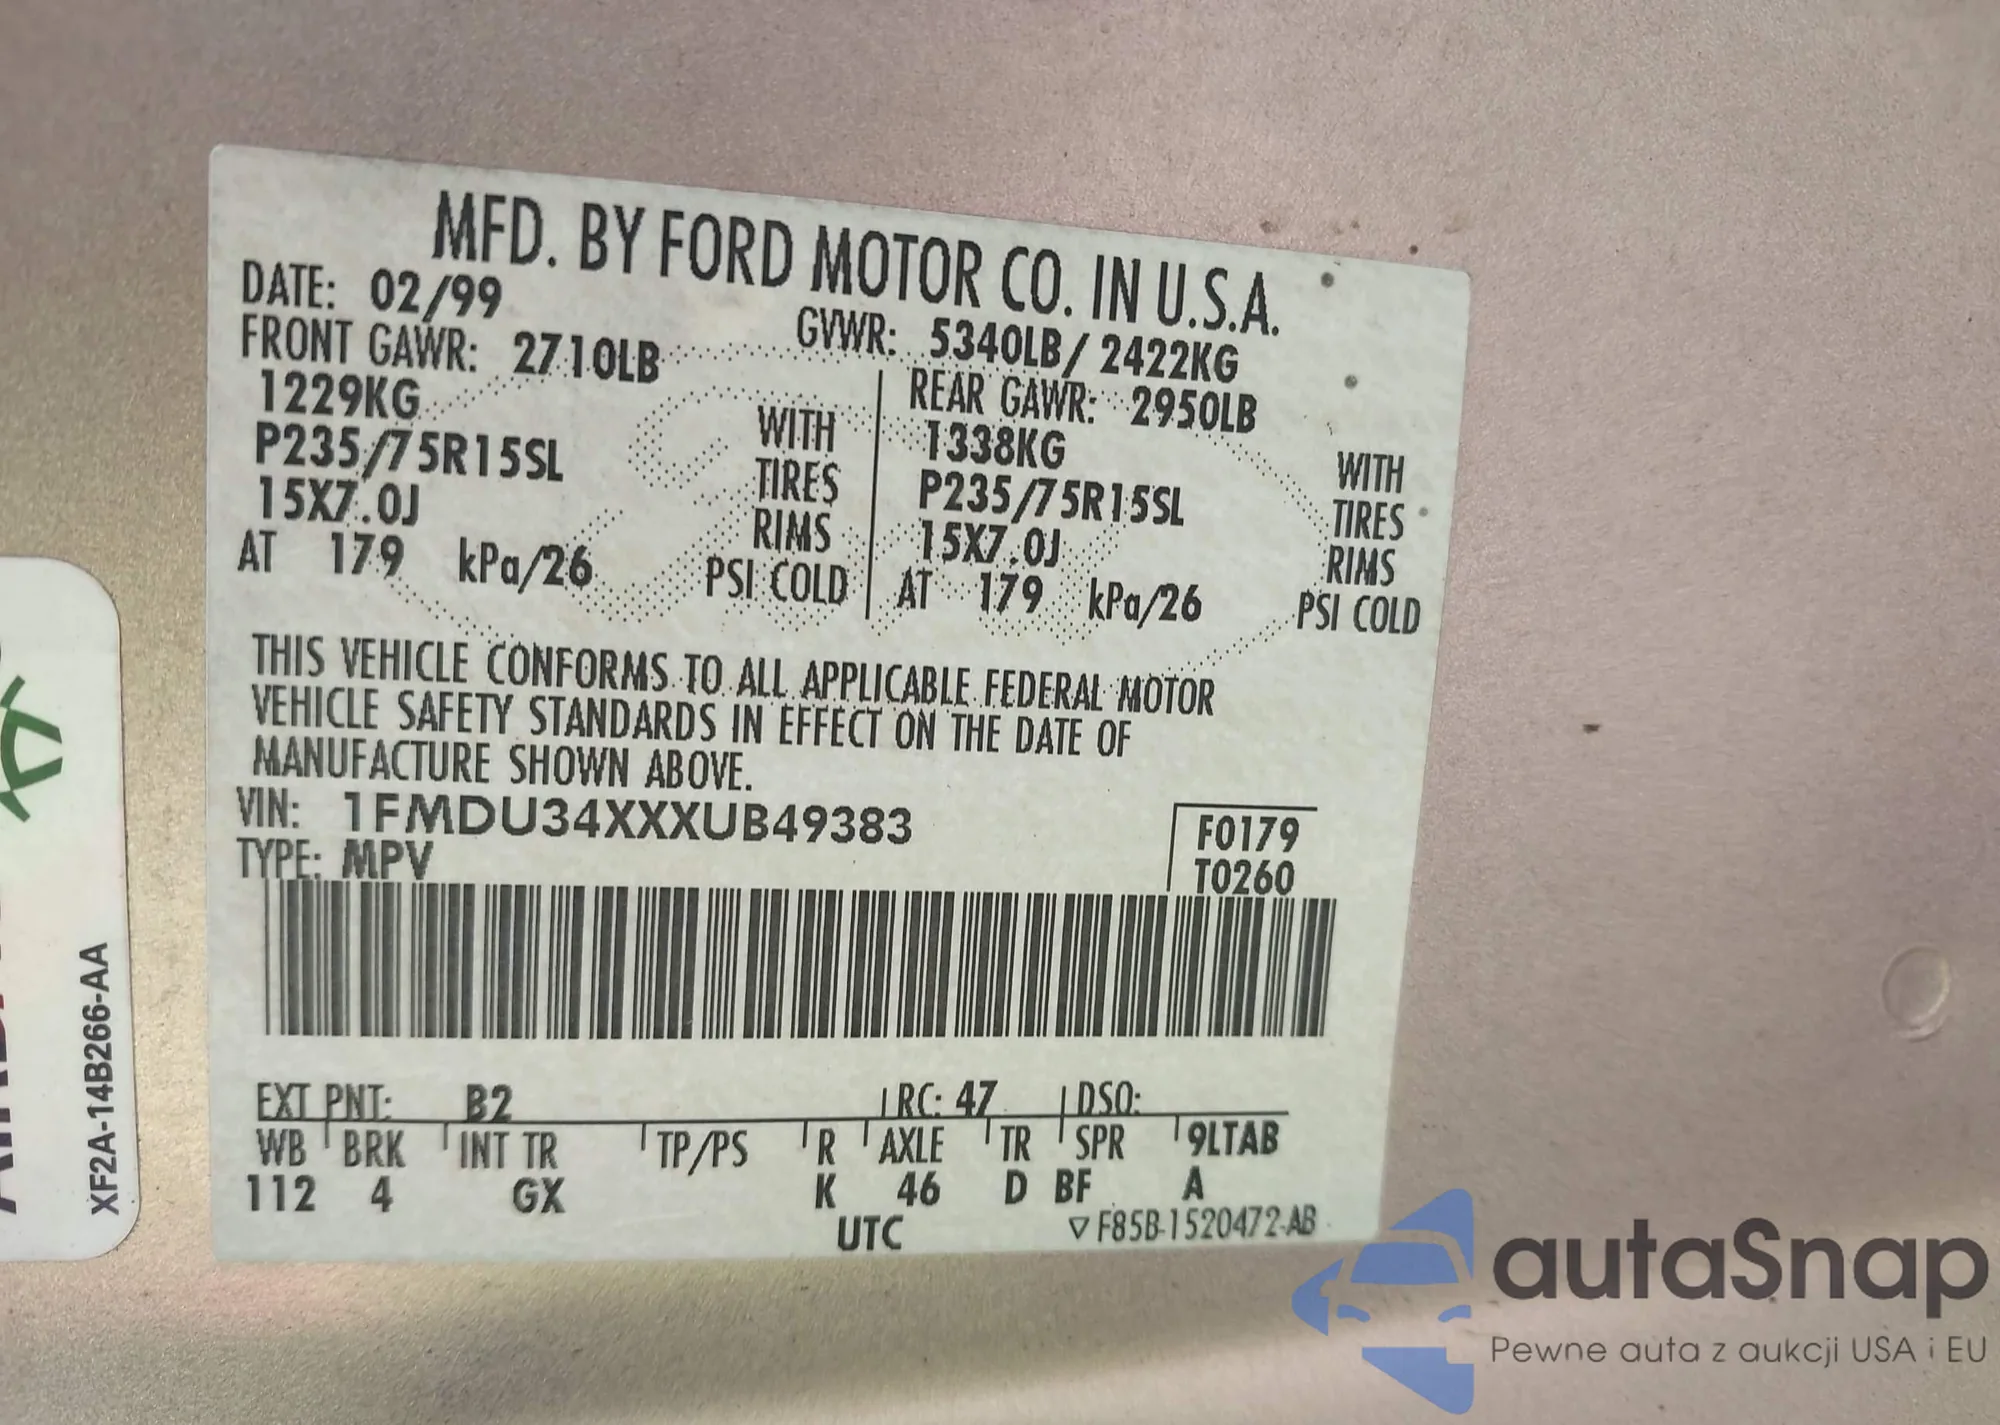 MFD. BY FORD MOTOR CO. IN U.S.A.
DATE: 02/99
GVWR: 5340LB/ 2422KG
FRONT GAWR: 2710LB
1229KG
WITH
P235/75R15SL
TIRES
15X7.0J
RIMS
AT 179 kPa/26 PSI COLD
REAR GAWR: 2950LB
1338KG
WITH
P235/75R15SL
TIRES
15X7.0J
RIMS
AT 179 kPa/26 PSI COLD
THIS VEHICLE CONFORMS TO ALL APPLICABLE FEDERAL MOTOR
VEHICLE SAFETY STANDARDS IN EFFECT ON THE DATE OF
MANUFACTURE SHOWN ABOVE.
VIN: 1FMDU34XXXUB49383
TYPE: MPV
F0179
T0260
EXT PNT: B2 RC: 47 DSO:
WB BRK INT TR TP/PS R AXLE TR SPR 9LTAB
112 4 GX K 46 D BF A
UTC
▽ F85B-1520472-AB
XF2A-14B266-AA
autaSnap
Pewne auta z aukcji USA i EU